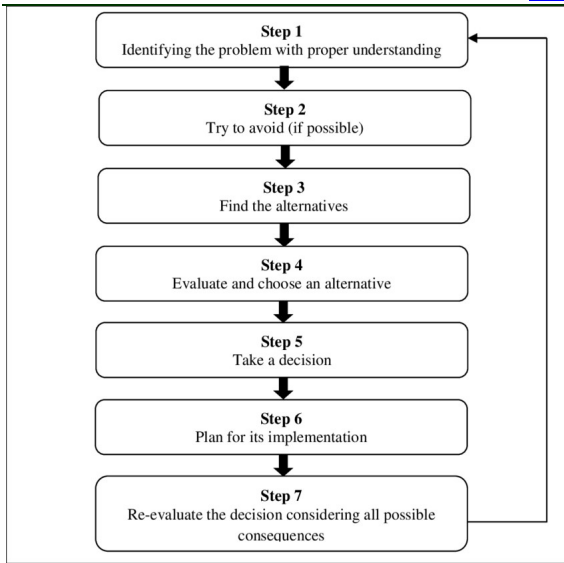 Step 1
Identifying the problem with proper understanding
Step 2
Try to avoid (if possible)
Step 3
Find the alternatives
Step 4
Evaluate and choose an alternative
Step 5
Take a decision
Step 6
Plan for its implementation
Step 7
Re-evaluate the decision considering all possible
consequences